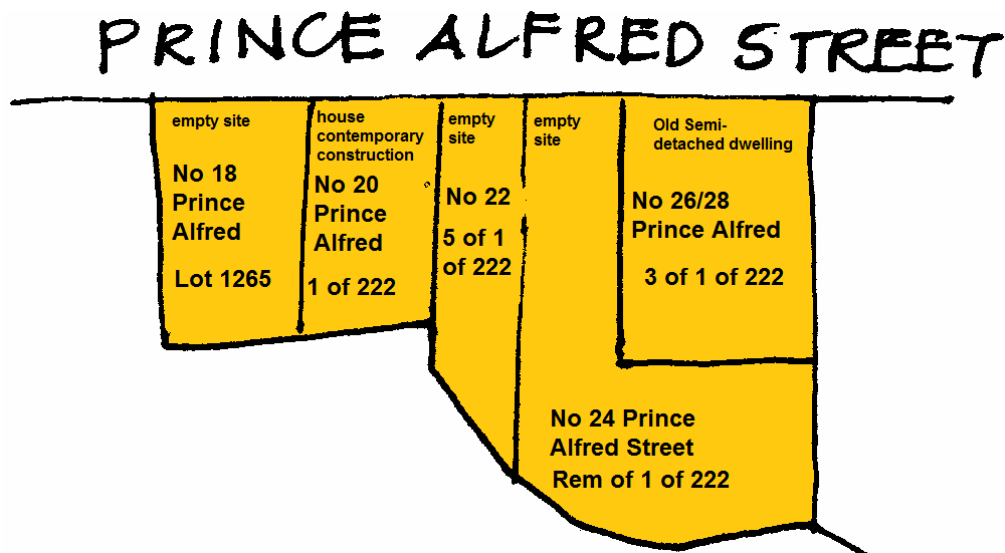 PRINCE ALFRED STREET
empty site
No 18
Prince
Alfred
Lot 1265
house
contemporary
construction
No 20
Prince
Alfred
1 of 222
empty
site
No 22
5 of 1
of 222
empty
site
Old Semi-
detached dwelling
No 26/28
Prince Alfred
3 of 1 of 222
No 24 Prince
Alfred Street
Rem of 1 of 222